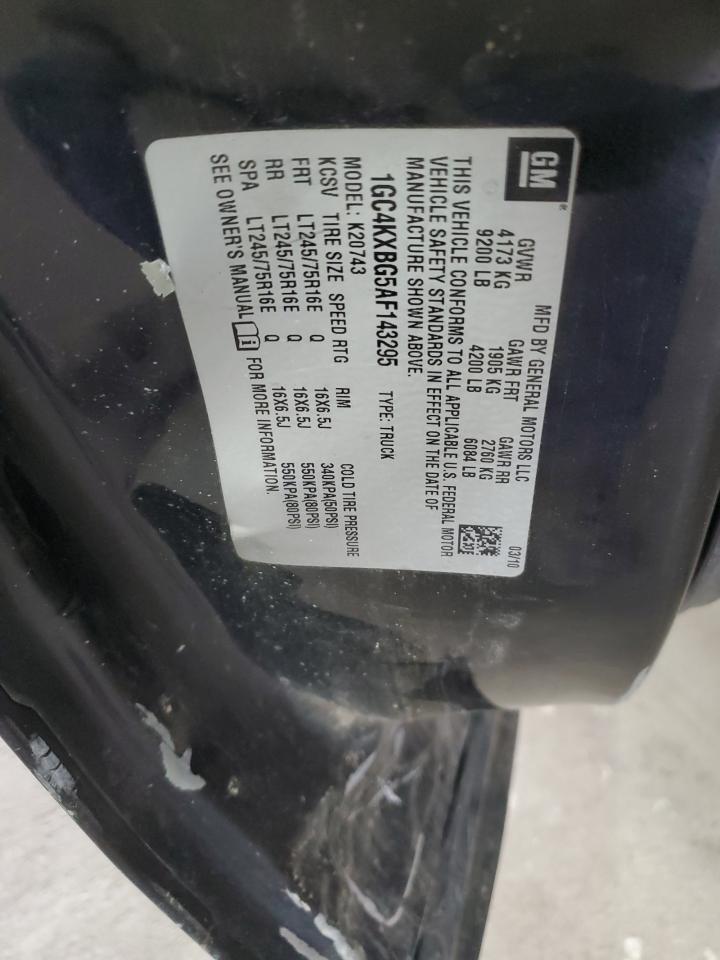 GM®
MFD BY GENERAL MOTORS LLC 03/10
GVWR GAWR FRT GAWR RR
4173 KG 1905 KG 2760 KG
9200 LB 4200 LB 6084 LB
THIS VEHICLE CONFORMS TO ALL APPLICABLE U.S. FEDERAL MOTOR
VEHICLE SAFETY STANDARDS IN EFFECT ON THE DATE OF
MANUFACTURE SHOWN ABOVE.
1GC4KXBG5AF143295 TYPE: TRUCK
MODEL: K20743
KCSV TIRE SIZE SPEED RTG RIM COLD TIRE PRESSURE
FRT LT245/75R16E Q 16X6.5J 340KPA(50PSI)
RR LT245/75R16E Q 16X6.5J 550KPA(80PSI)
SPA LT245/75R16E Q 16X6.5J 550KPA(80PSI)
SEE OWNER'S MANUAL FOR MORE INFORMATION.